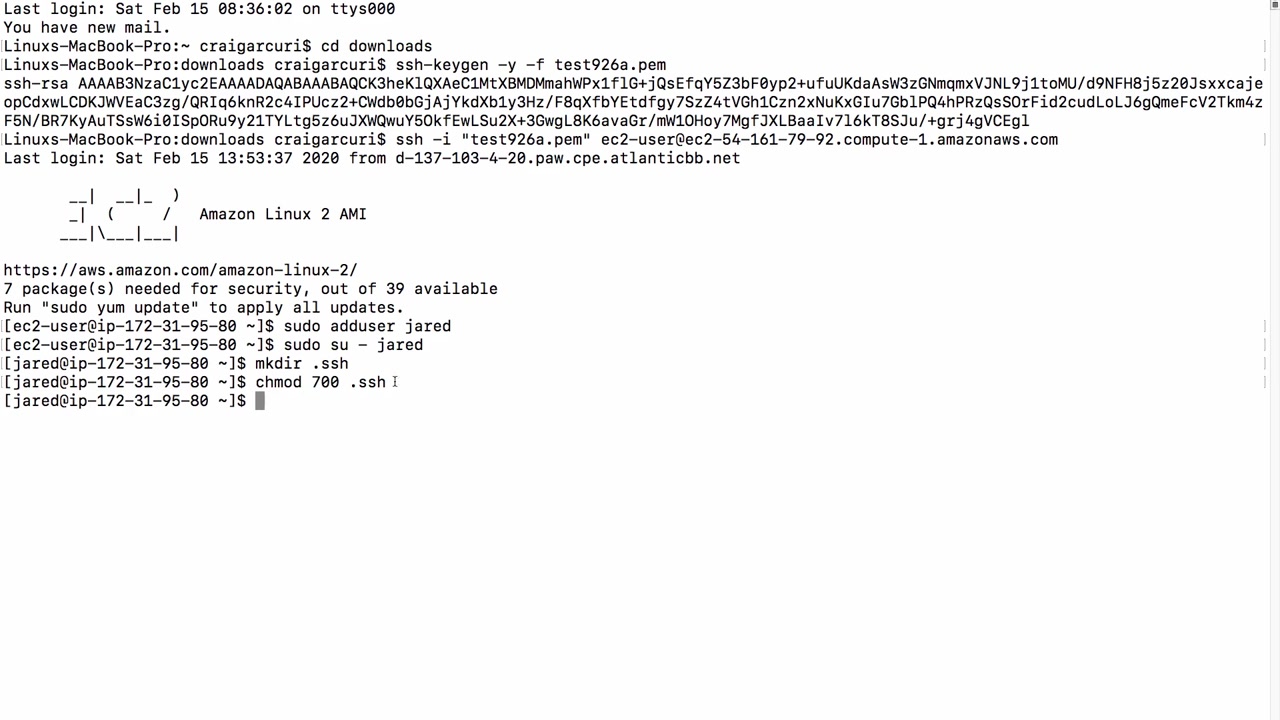 Last login: Sat Feb 15 08:36:02 on ttys000
You have new mail.
Linuxs-MacBook-Pro:~ craigarcuri$ cd downloads
Linuxs-MacBook-Pro:downloads craigarcuri$ ssh-keygen -y -f test926a.pem
ssh-rsa AAAAB3NzaC1yc2EAAAADAQABAAABAQCK3heKlQXAeC1MtXBMDMmahWPx1flG+jQsEfqY5Z3bF0yp2+ufuUKdaAsW3zGNmqmxVJNL9j1toMU/d9NFH8j5z20Jsxxcaje
opCdxwLCDKJWVEaC3zg/QRIq6knR2c4IPUcz2+CWdb0bGjAjYkdXb1y3Hz/F8qXfbYEtdfgy7SzZ4tVGh1Czn2xNuKxGIu7GblPQ4hPRzQsSOrFid2cudLoLJ6gQmeFcV2Tkm4z
F5N/BR7KyAuTSsW6i0ISpORu9y21TYLtg5z6uJXWQwuY5OkfEwLSu2X+3GwgL8K6avaGr/mW1OHoy7MgfJXLBaaIv7l6kT8SJu/+grj4gVCEgl
Linuxs-MacBook-Pro:downloads craigarcuri$ ssh -i "test926a.pem" ec2-user@ec2-54-161-79-92.compute-1.amazonaws.com
Last login: Sat Feb 15 13:53:37 2020 from d-137-103-4-20.paw.cpe.atlanticbb.net
__|  __|_  )
_|  (     /   Amazon Linux 2 AMI
___|\___|___|
https://aws.amazon.com/amazon-linux-2/
7 package(s) needed for security, out of 39 available
Run "sudo yum update" to apply all updates.
[ec2-user@ip-172-31-95-80 ~]$ sudo adduser jared
[ec2-user@ip-172-31-95-80 ~]$ sudo su - jared
[jared@ip-172-31-95-80 ~]$ mkdir .ssh
[jared@ip-172-31-95-80 ~]$ chmod 700 .ssh
[jared@ip-172-31-95-80 ~]$